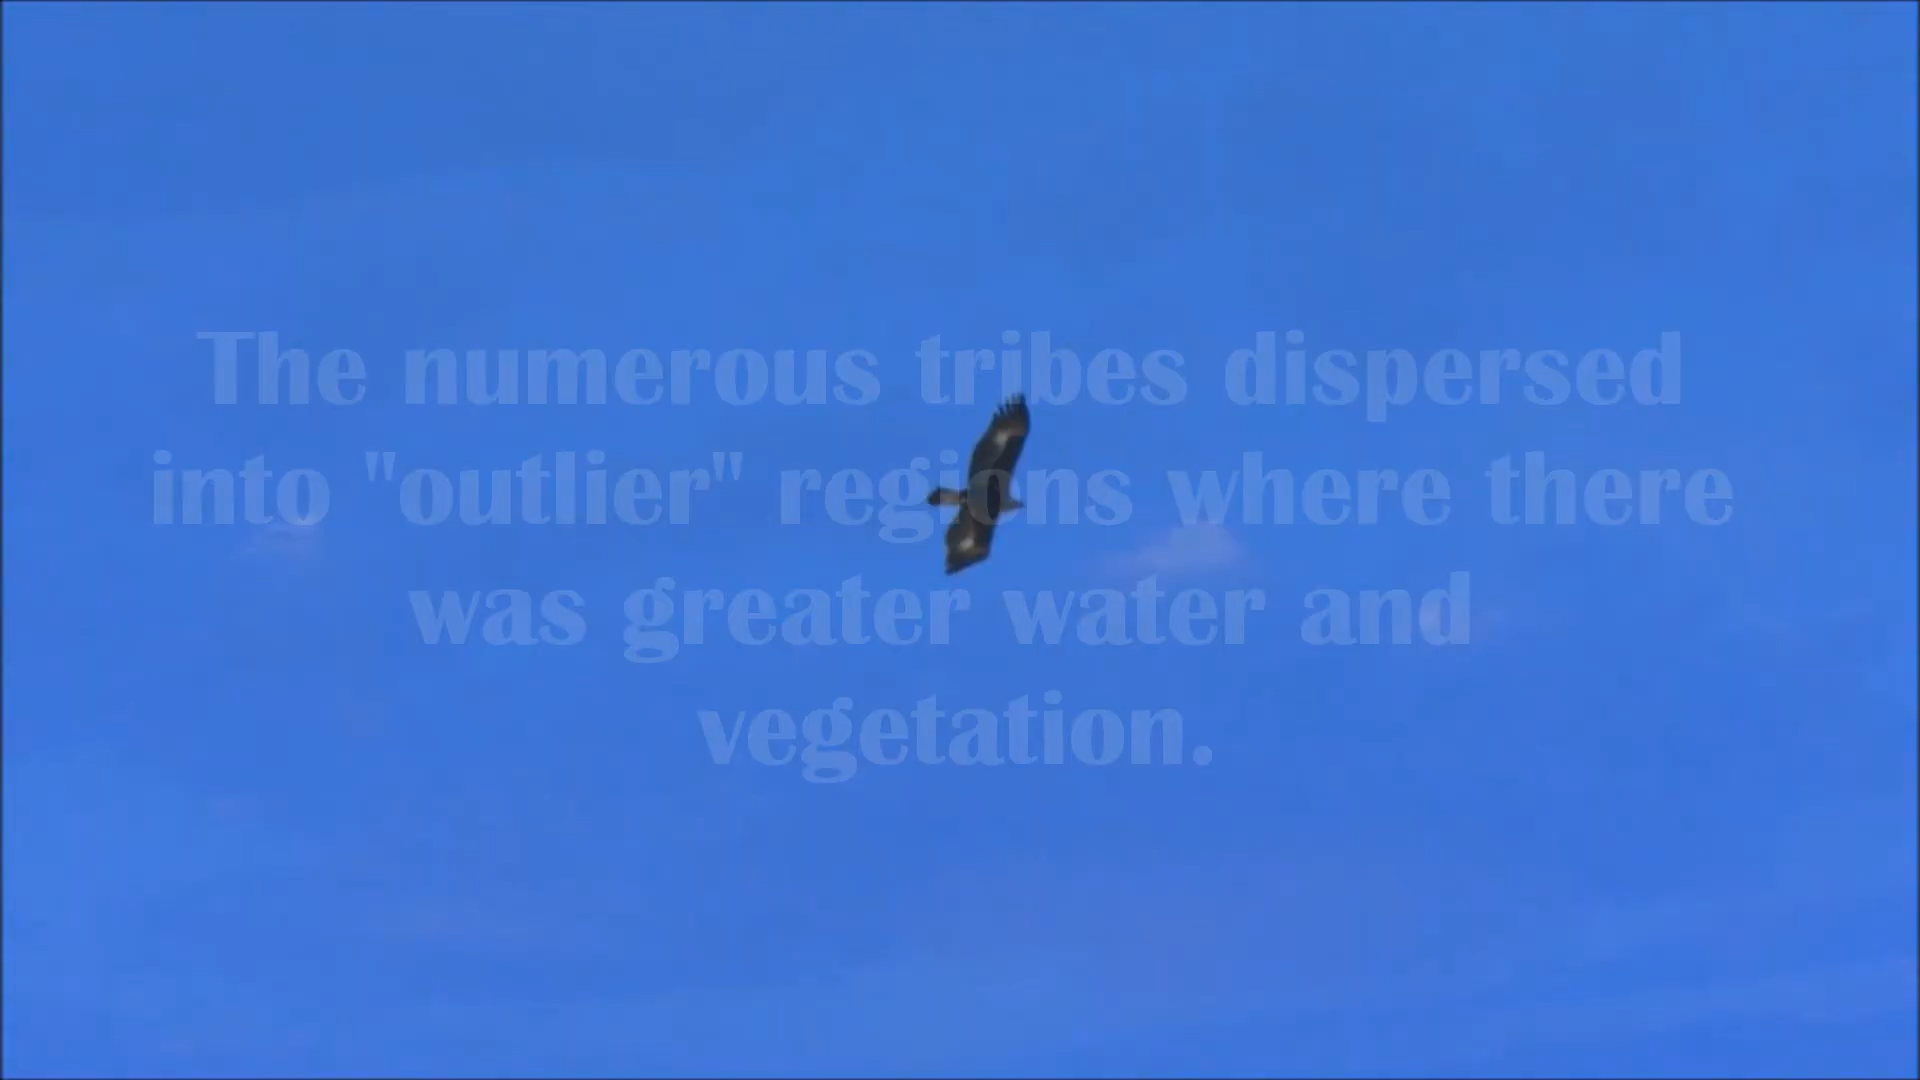 The numerous tribes dispersed
into "outlier" regions where there
was greater water and
vegetation.